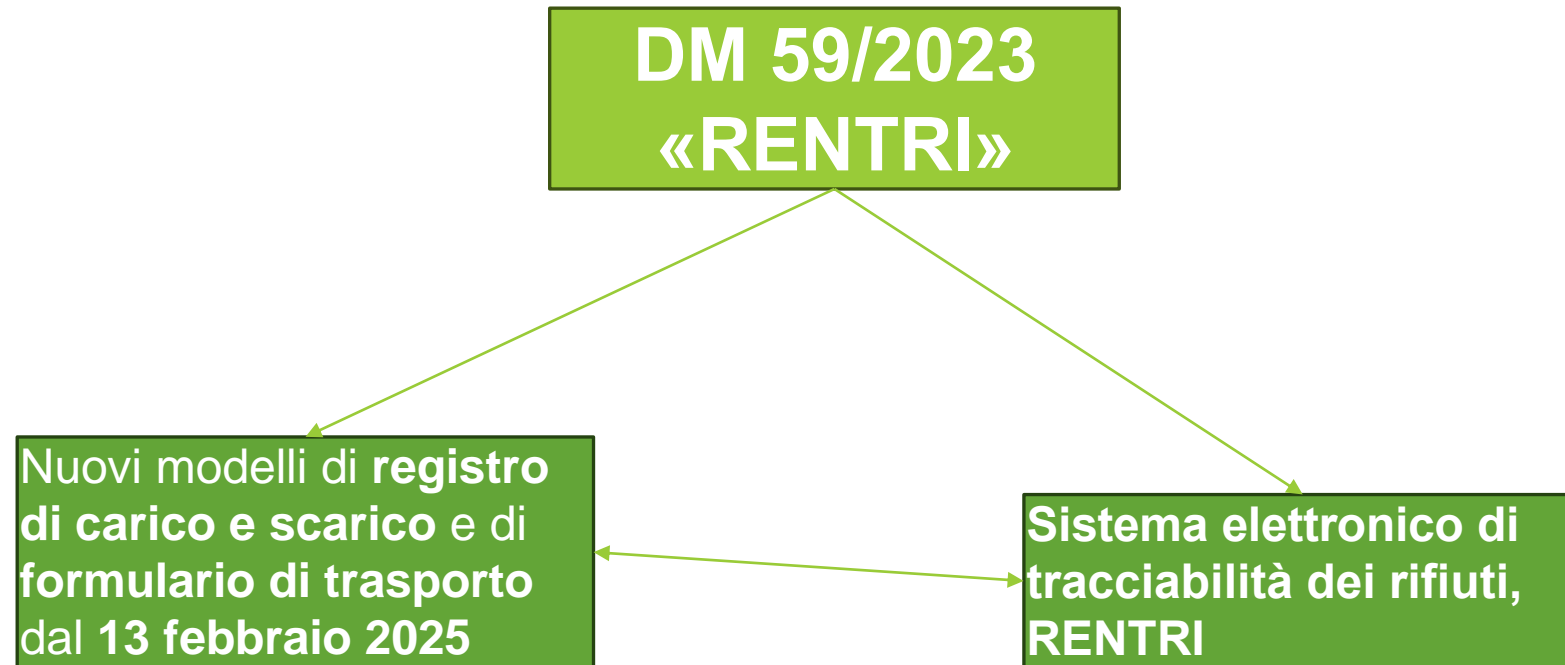 DM 59/2023
«RENTRI»
Nuovi modelli di registro
di carico e scarico e di
formulario di trasporto
dal 13 febbraio 2025
Sistema elettronico di
tracciabilità dei rifiuti,
RENTRI